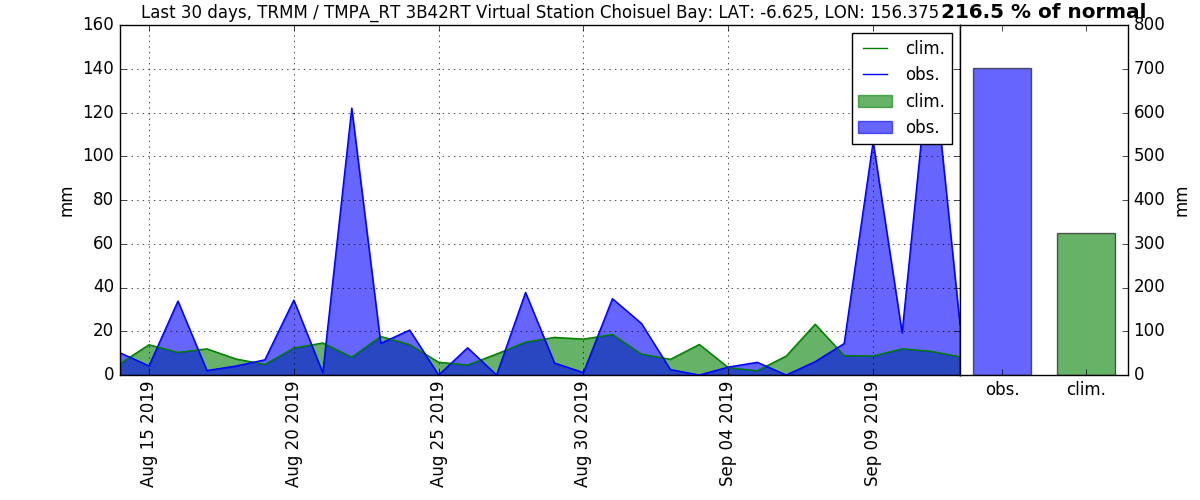 Last 30 days, TRMM / TMPA_RT 3B42RT Virtual Station Choisuel Bay: LAT: -6.625, LON: 156.375
216.5 % of normal
160
140
120
100
80
60
40
20
0
mm
clim.
obs.
clim.
obs.
Aug 15 2019
Aug 20 2019
Aug 25 2019
Aug 30 2019
Sep 04 2019
Sep 09 2019
800
700
600
500
400
300
200
100
0
mm
obs.
clim.